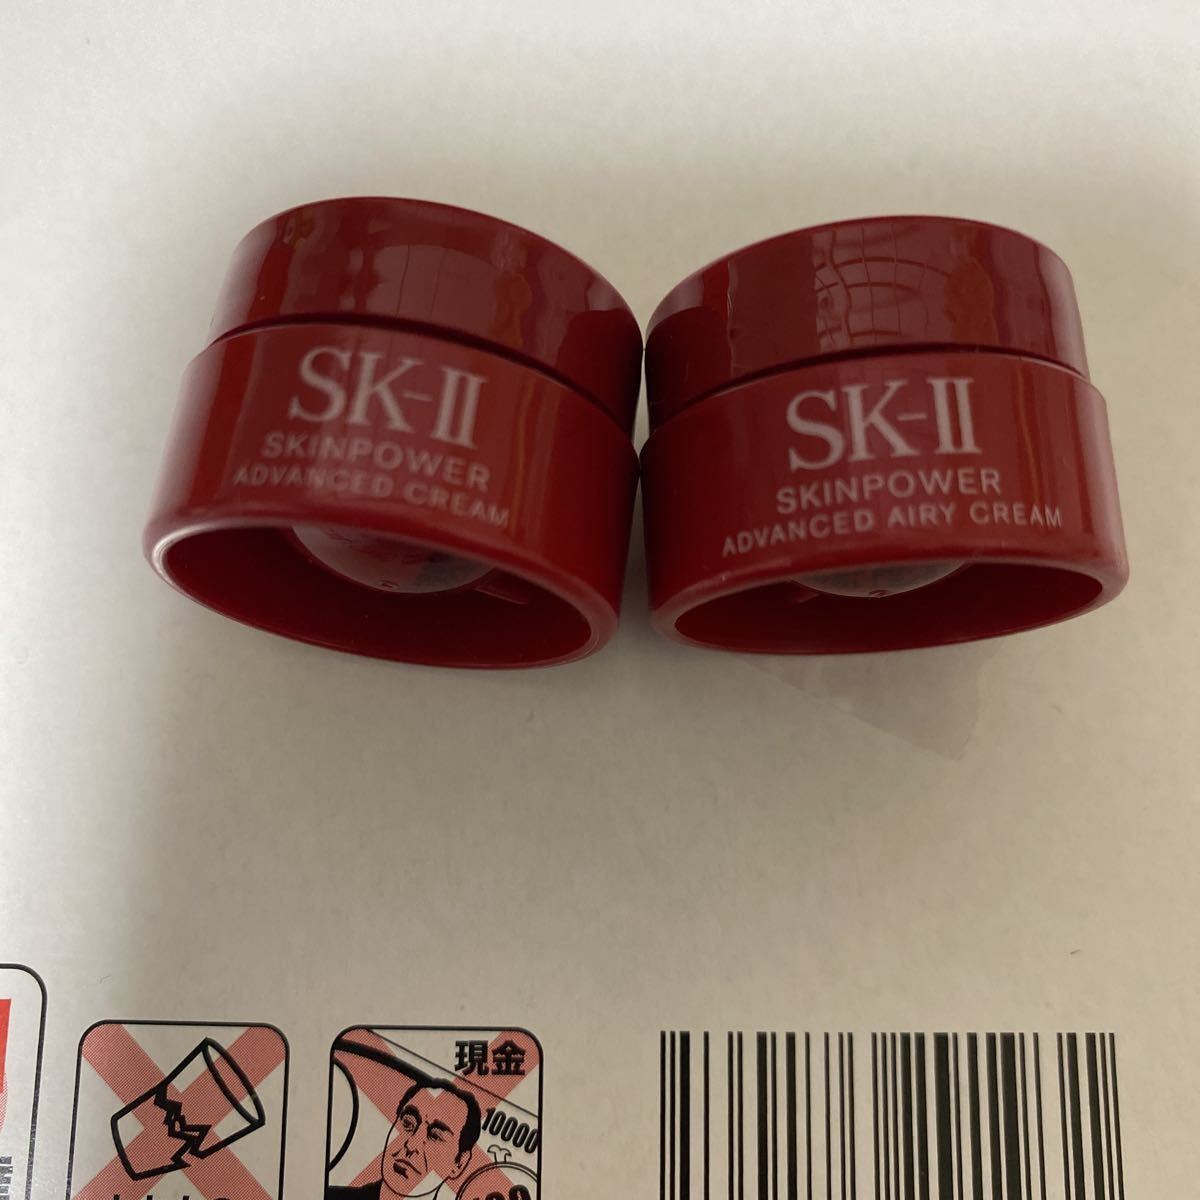 SK-II
SKINPOWER
ADVANCED CREAM
SK-II
SKINPOWER
ADVANCED AIRY CREAM
現金
10000